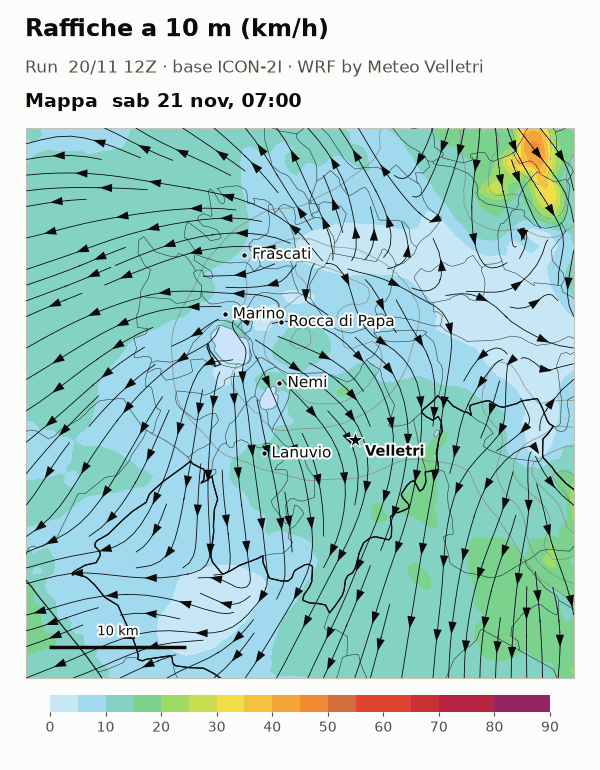 Raffiche a 10 m (km/h)
Run  20/11 12Z · base ICON-2I · WRF by Meteo Velletri
Mappa  sab 21 nov, 07:00
Frascati
Marino
Rocca di Papa
Nemi
Velletri
Lanuvio
10 km
0 10 20 30 40 50 60 70 80 90